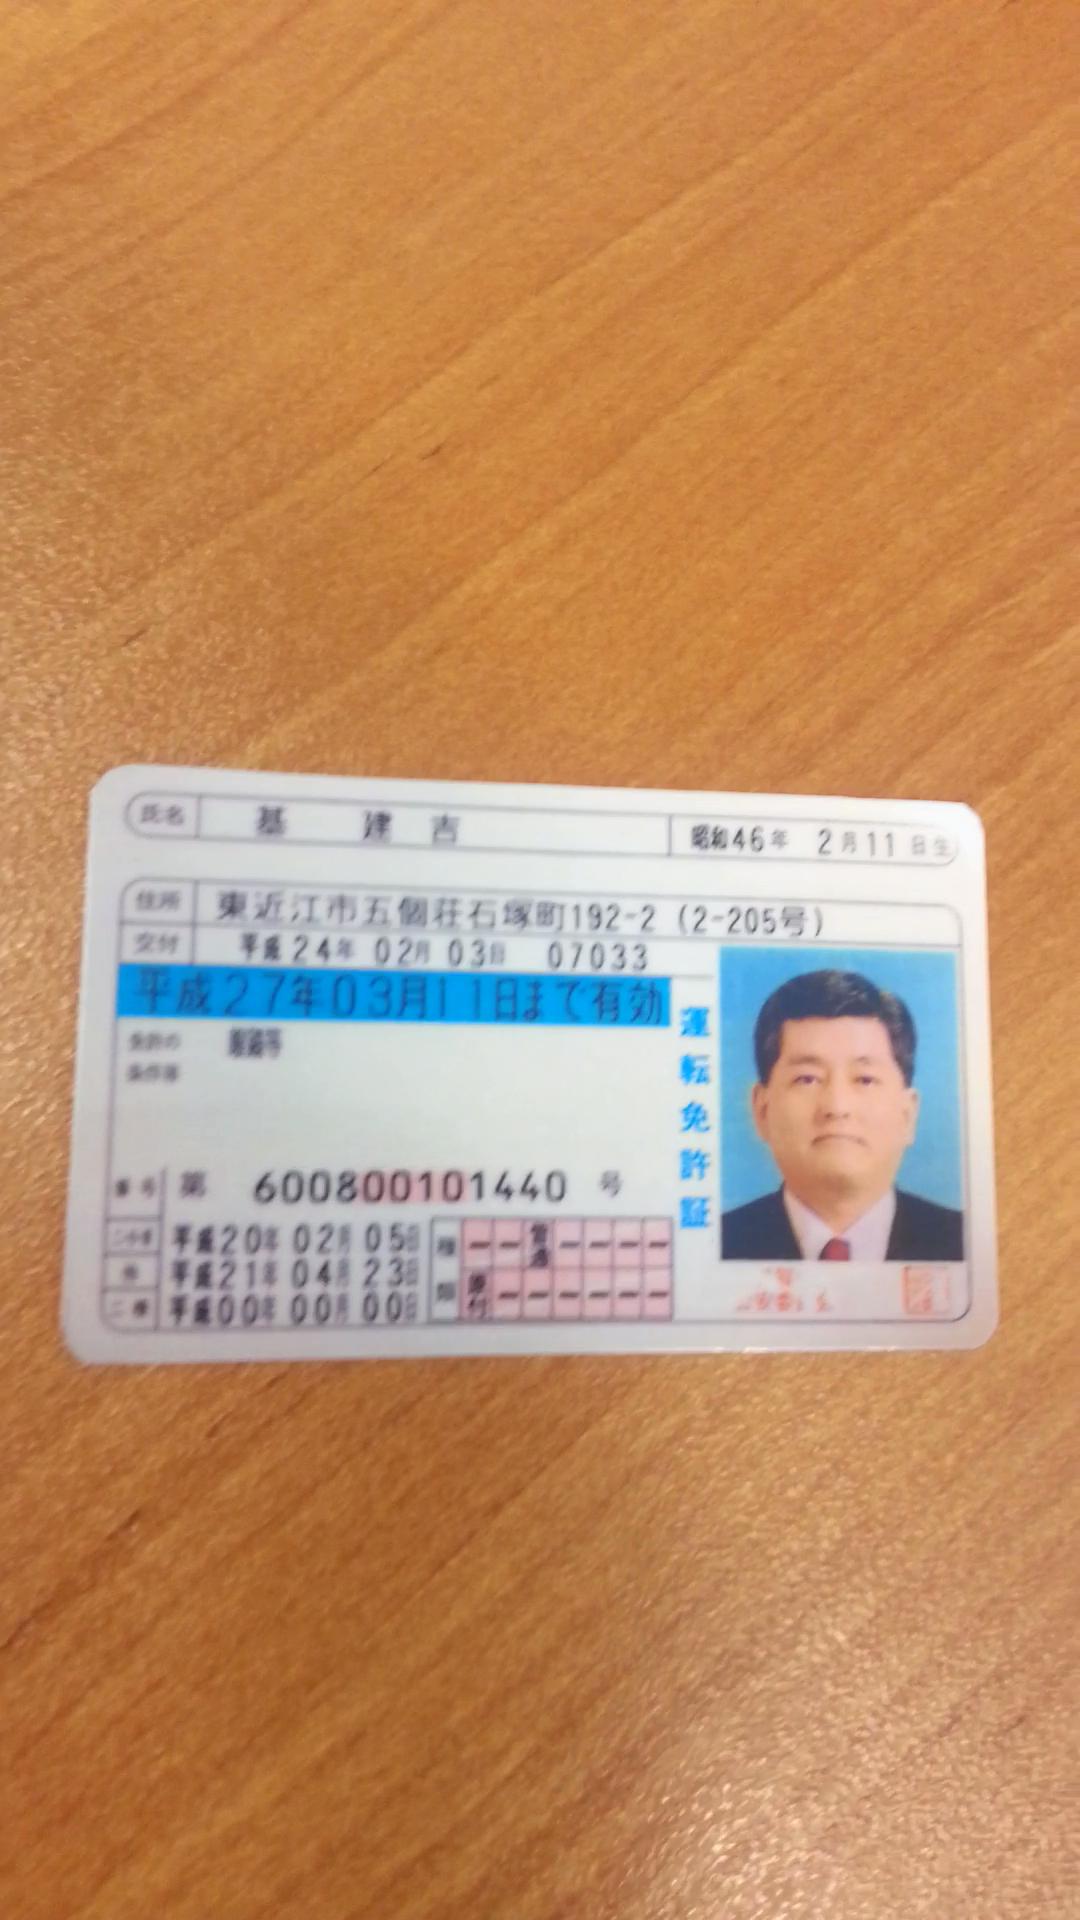 氏名 基 建 吉 昭和46年 2月11日生
住所 東近江市五個荘石塚町192-2 (2-205号)
交付 平成24年 02月 03日 07033
平成27年03月11日まで有効
免許の 眼鏡等
条件等
番号 第 600800101440 号
二・小・原 平成20年 02月 05日
他 平成21年 04月 23日
二種 平成00年 00月 00日
種類 普通 原付
運転免許証